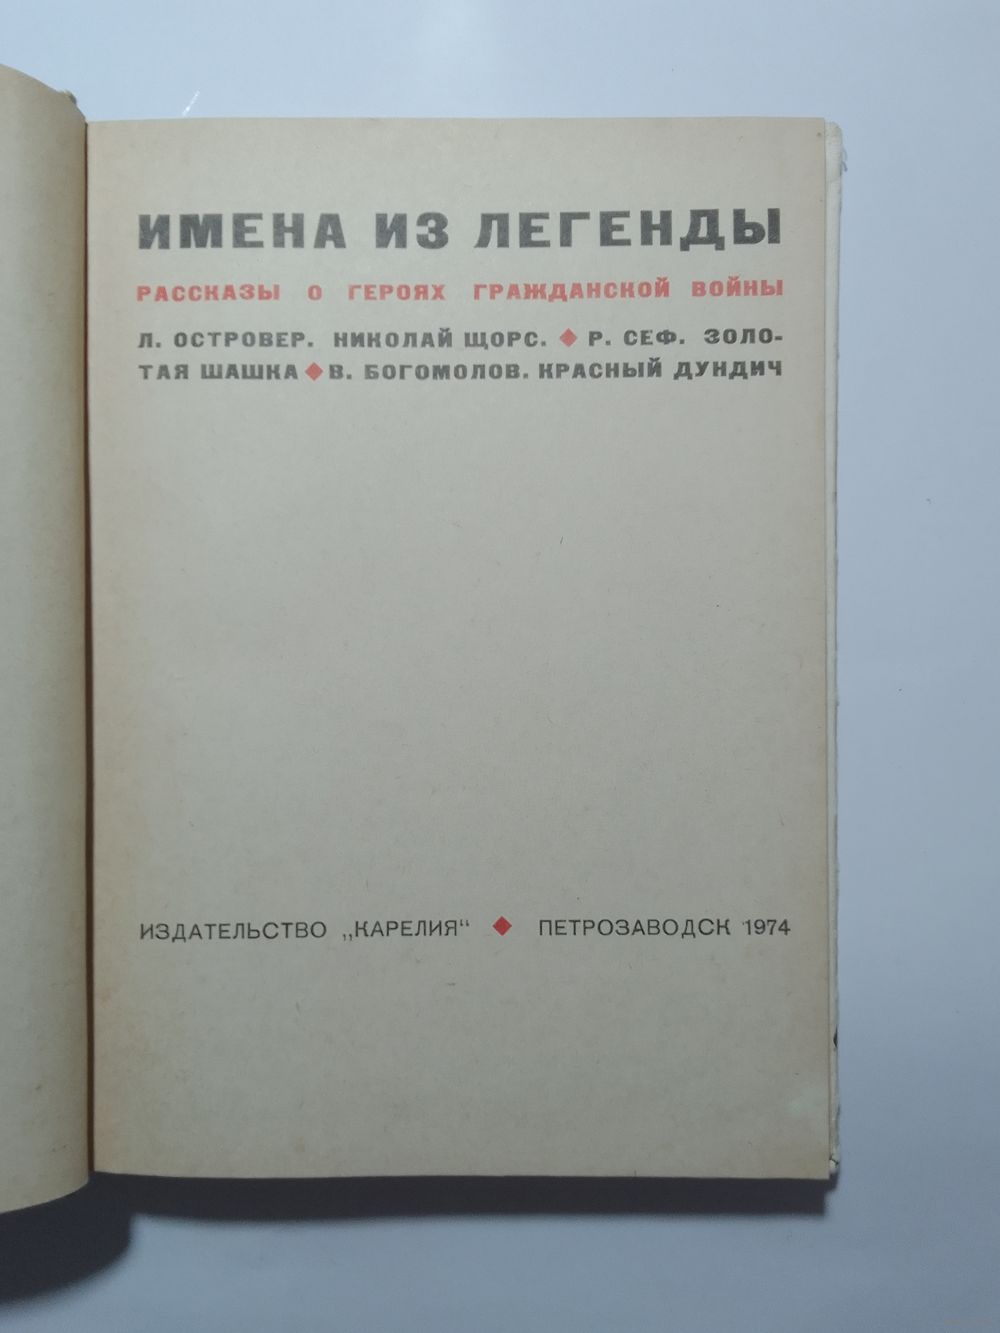 ИМЕНА ИЗ ЛЕГЕНДЫ
РАССКАЗЫ О ГЕРОЯХ ГРАЖДАНСКОЙ ВОЙНЫ
Л. ОСТРОВЕР. НИКОЛАЙ ЩОРС. ◆ Р. СЕФ. ЗОЛО-
ТАЯ ШАШКА ◆ В. БОГОМОЛОВ. КРАСНЫЙ ДУНДИЧ
ИЗДАТЕЛЬСТВО „КАРЕЛИЯ“ ◆ ПЕТРОЗАВОДСК 1974